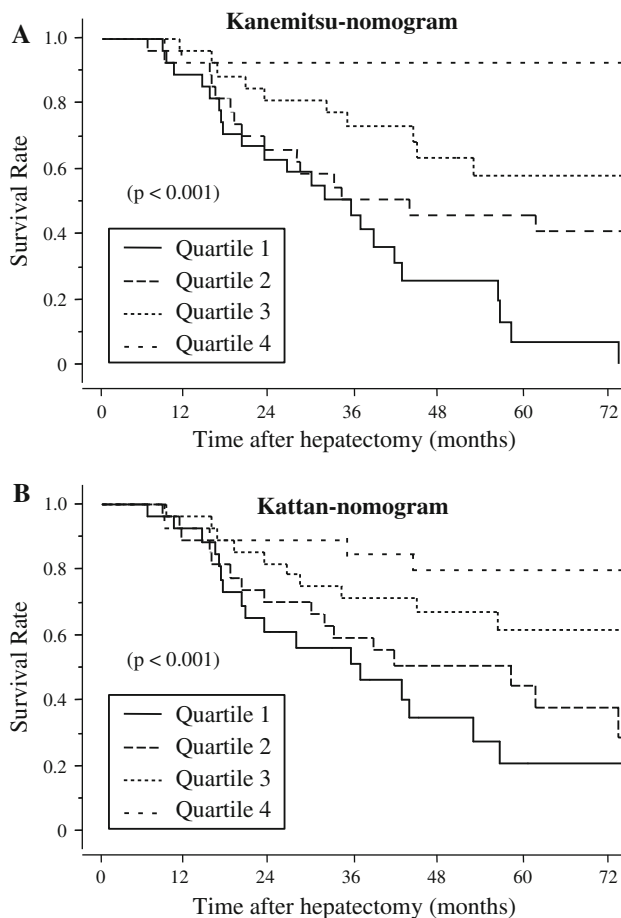 A
Kanemitsu-nomogram
1.0
0.8
0.6
0.4
0.2
0
Survival Rate
(p < 0.001)
Quartile 1
Quartile 2
Quartile 3
Quartile 4
0 12 24 36 48 60 72
Time after hepatectomy (months)
B
Kattan-nomogram
1.0
0.8
0.6
0.4
0.2
0
Survival Rate
(p < 0.001)
Quartile 1
Quartile 2
Quartile 3
Quartile 4
0 12 24 36 48 60 72
Time after hepatectomy (months)